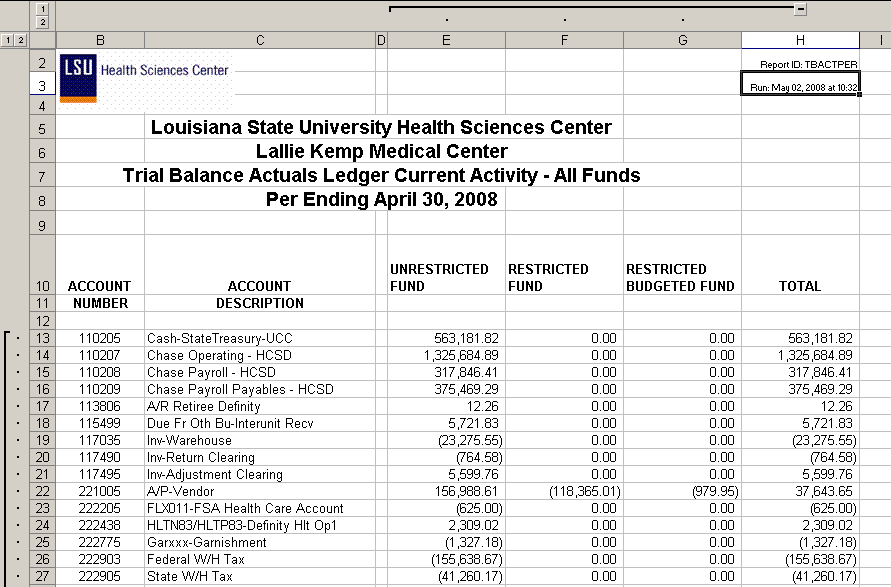 1
2
1 2 B C D E F G H I
2 LSU Health Sciences Center Report ID: TBACTPER
3 Run: May 02, 2008 at 10:32
4
5 Louisiana State University Health Sciences Center
6 Lallie Kemp Medical Center
7 Trial Balance Actuals Ledger Current Activity - All Funds
8 Per Ending April 30, 2008
9
UNRESTRICTED RESTRICTED RESTRICTED
10 ACCOUNT ACCOUNT FUND FUND BUDGETED FUND TOTAL
11 NUMBER DESCRIPTION
12
13 110205 Cash-StateTreasury-UCC 563,181.82 0.00 0.00 563,181.82
14 110207 Chase Operating - HCSD 1,325,684.89 0.00 0.00 1,325,684.89
15 110208 Chase Payroll - HCSD 317,846.41 0.00 0.00 317,846.41
16 110209 Chase Payroll Payables - HCSD 375,469.29 0.00 0.00 375,469.29
17 113806 A/R Retiree Definity 12.26 0.00 0.00 12.26
18 115499 Due Fr Oth Bu-Interunit Recv 5,721.83 0.00 0.00 5,721.83
19 117035 Inv-Warehouse (23,275.55) 0.00 0.00 (23,275.55)
20 117490 Inv-Return Clearing (764.58) 0.00 0.00 (764.58)
21 117495 Inv-Adjustment Clearing 5,599.76 0.00 0.00 5,599.76
22 221005 A/P-Vendor 156,988.61 (118,365.01) (979.95) 37,643.65
23 222205 FLX011-FSA Health Care Account (625.00) 0.00 0.00 (625.00)
24 222438 HLTN83/HLTP83-Definity Hlt Op1 2,309.02 0.00 0.00 2,309.02
25 222775 Garxxx-Garnishment (1,327.18) 0.00 0.00 (1,327.18)
26 222903 Federal W/H Tax (155,638.67) 0.00 0.00 (155,638.67)
27 222905 State W/H Tax (41,260.17) 0.00 0.00 (41,260.17)